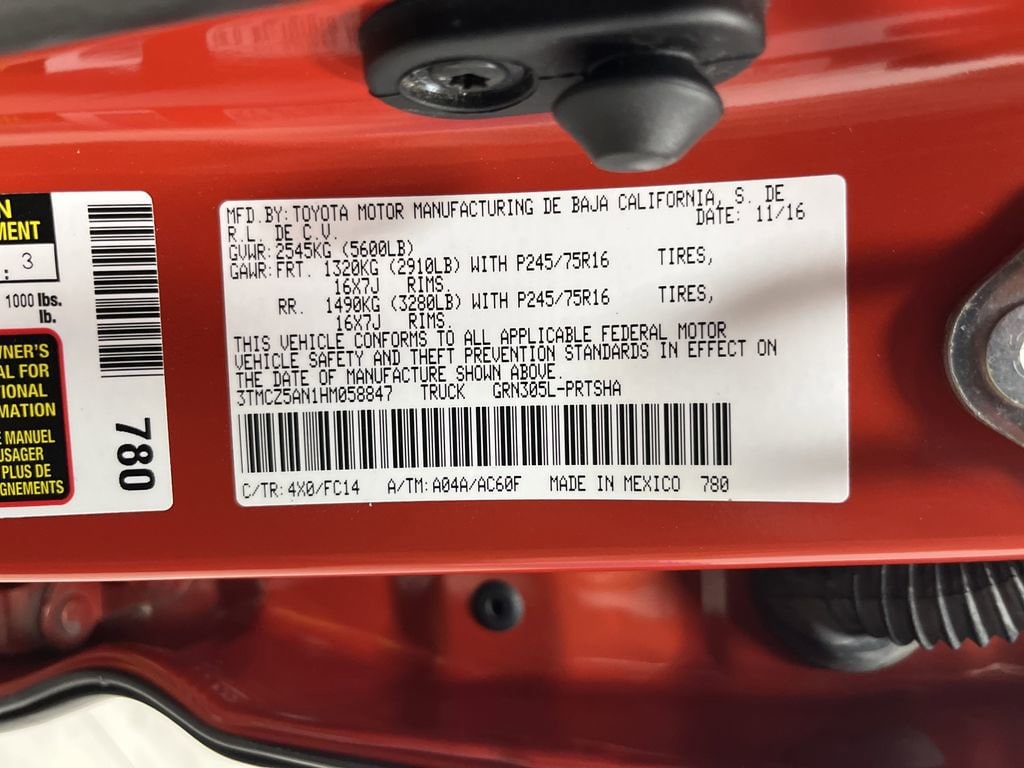 N
MENT
: 3
1000 lbs.
lb.
WNER'S
AL FOR
TIONAL
MATION
E MANUEL
USAGER
PLUS DE
GNEMENTS
780
MFD.BY:TOYOTA MOTOR MANUFACTURING DE BAJA CALIFORNIA, S. DE
R.L. DE C.V. DATE: 11/16
GVWR:2545KG (5600LB)
GAWR:FRT. 1320KG (2910LB) WITH P245/75R16 TIRES,
16X7J RIMS.
RR. 1490KG (3280LB) WITH P245/75R16 TIRES,
16X7J RIMS.
THIS VEHICLE CONFORMS TO ALL APPLICABLE FEDERAL MOTOR
VEHICLE SAFETY AND THEFT PREVENTION STANDARDS IN EFFECT ON
THE DATE OF MANUFACTURE SHOWN ABOVE.
3TMCZ5AN1HM058847 TRUCK GRN305L-PRTSHA
C/TR:4X0/FC14 A/TM:A04A/AC60F MADE IN MEXICO 780